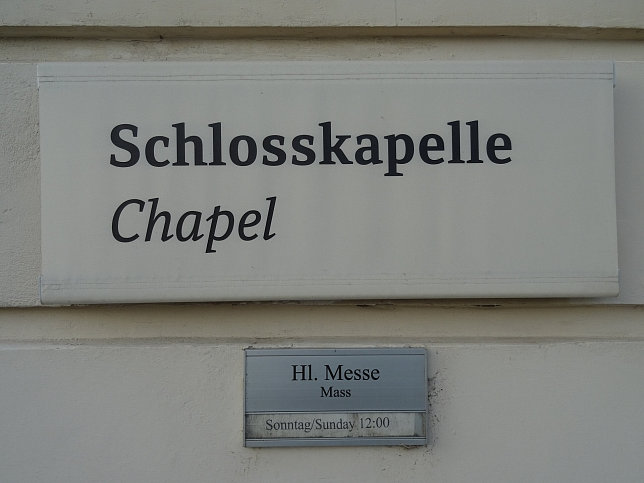 Schlosskapelle
Chapel
Hl. Messe
Mass
Sonntag/Sunday 12:00